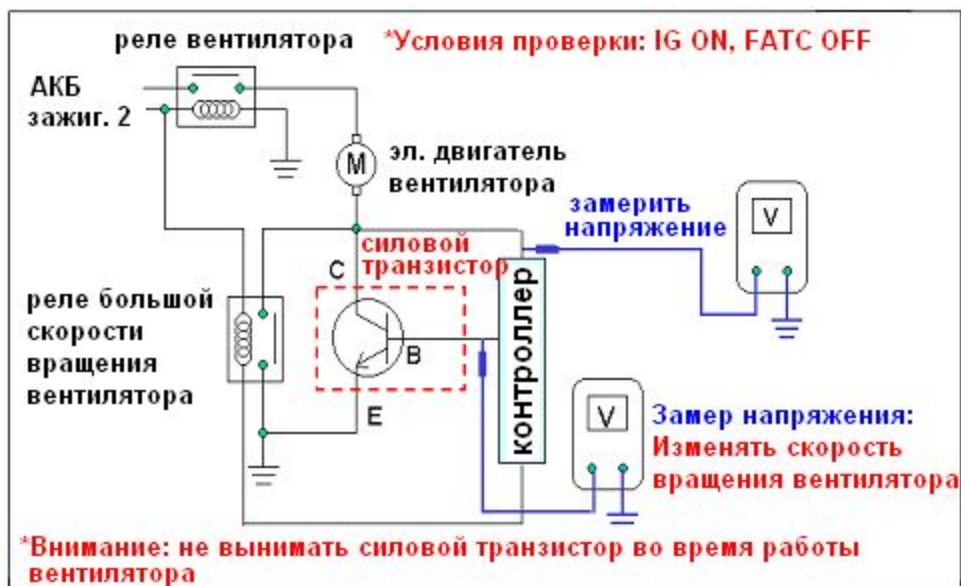 реле вентилятора
*Условия проверки: IG ON, FATC OFF
АКБ
зажиг. 2
M
эл. двигатель
вентилятора
замерить
напряжение
V
силовой
транзистор
C
B
E
реле большой
скорости
вращения
вентилятора
контроллер
V
Замер напряжения:
Изменять скорость
вращения вентилятора
*Внимание: не вынимать силовой транзистор во время работы
вентилятора